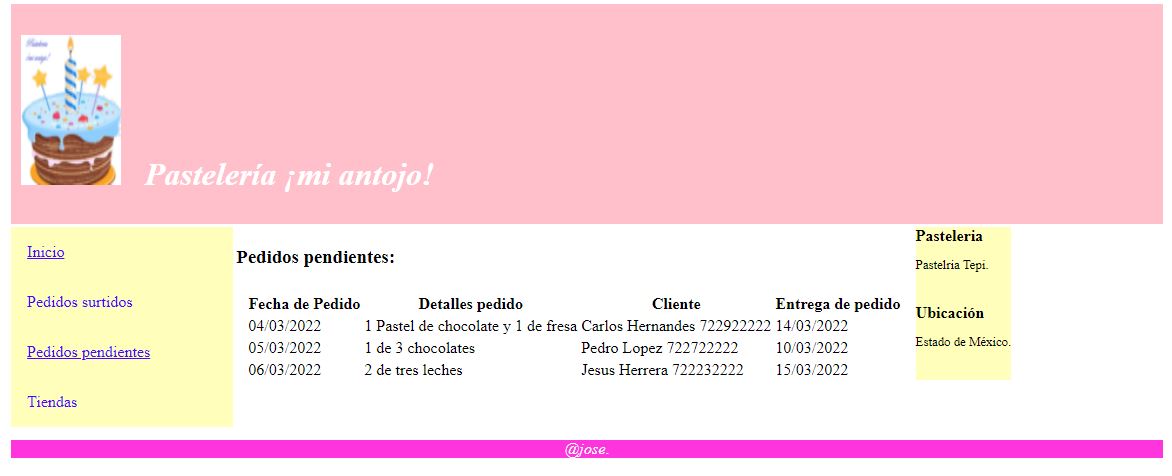 Pastelería ¡mi antojo!
Inicio
Pedidos surtidos
Pedidos pendientes
Tiendas
Pedidos pendientes:
Fecha de Pedido Detalles pedido Cliente Entrega de pedido
04/03/2022 1 Pastel de chocolate y 1 de fresa Carlos Hernandes 722922222 14/03/2022
05/03/2022 1 de 3 chocolates Pedro Lopez 722722222 10/03/2022
06/03/2022 2 de tres leches Jesus Herrera 722232222 15/03/2022
Pasteleria
Pastelria Tepi.
Ubicación
Estado de México.
@jose.